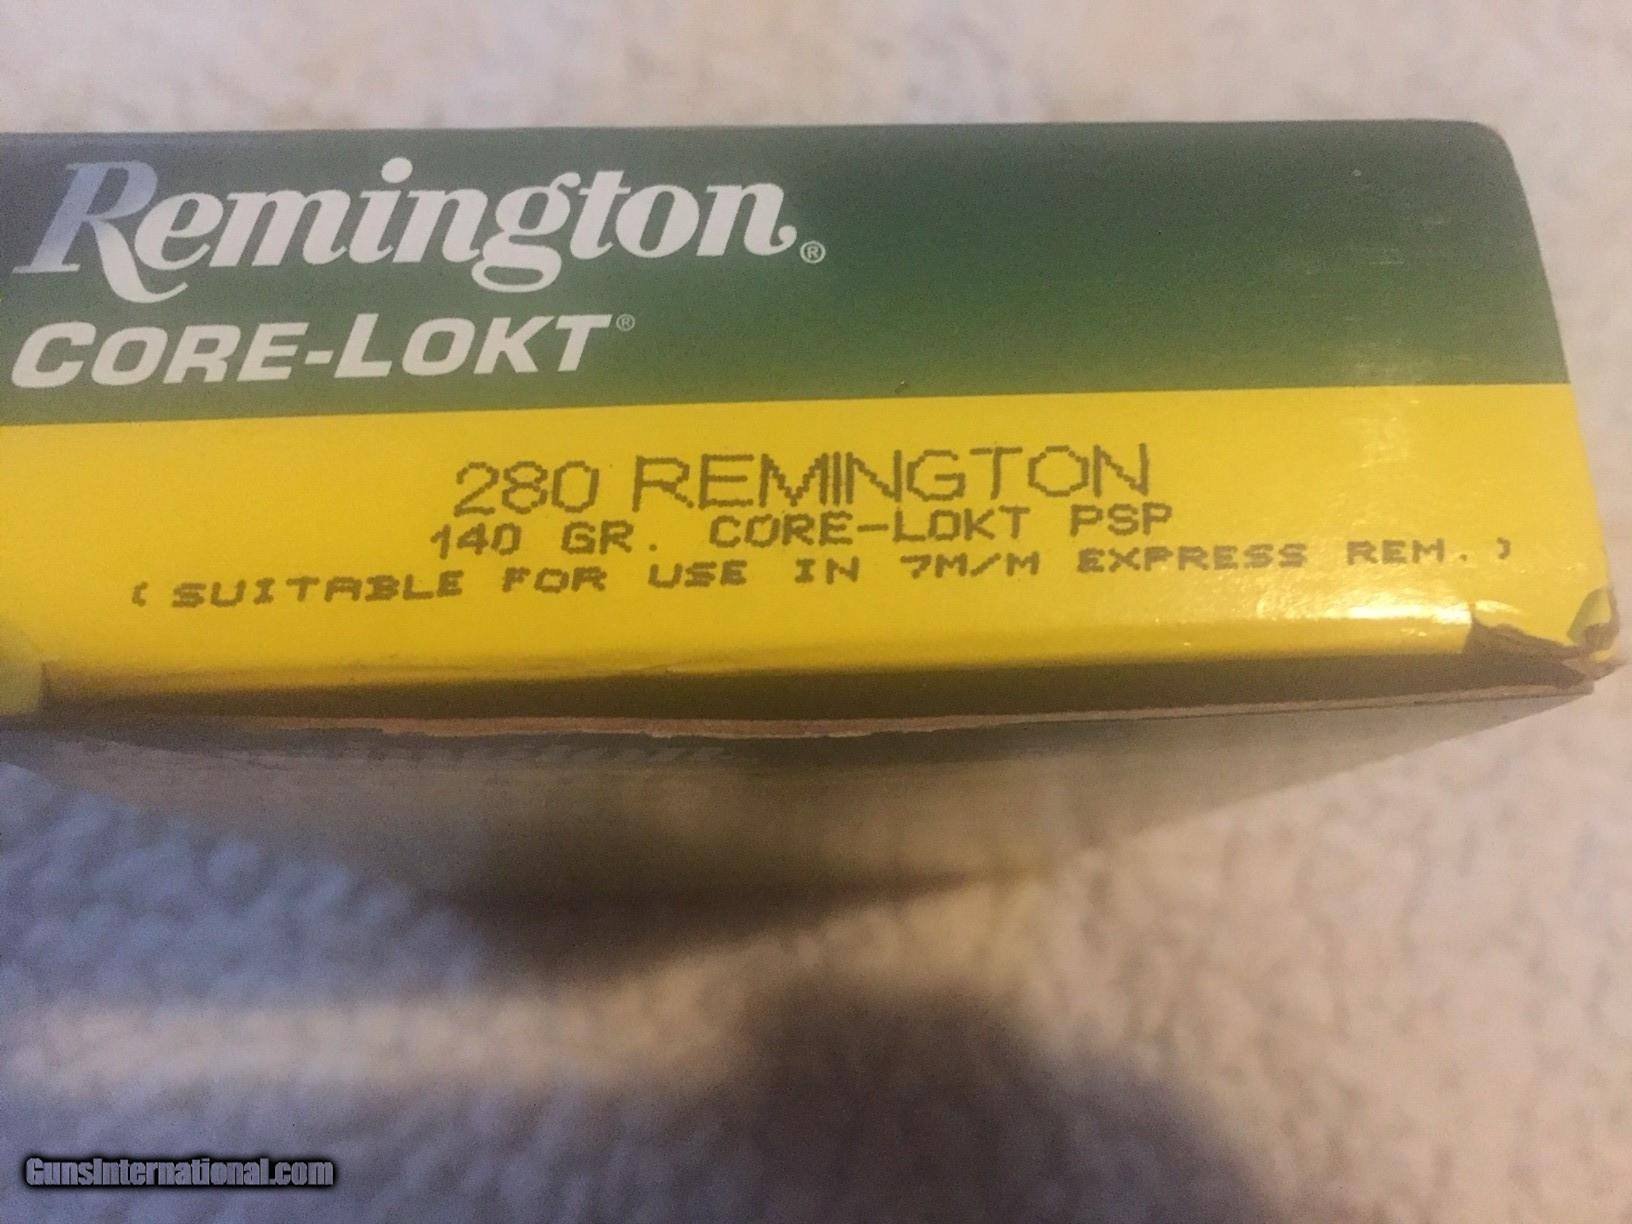 Remington®
CORE-LOKT®
280 REMINGTON
140 GR. CORE-LOKT PSP
(SUITABLE FOR USE IN 7M/M EXPRESS REM.)
GunsInternational.com